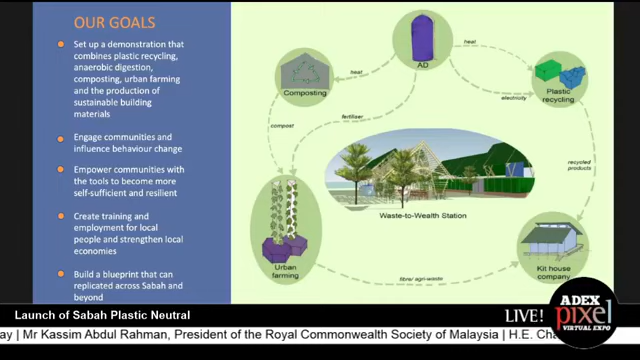 OUR GOALS
Set up a demonstration that
combines plastic recycling,
anaerobic digestion,
composting, urban farming
and the production of
sustainable building
materials
Engage communities and
influence behaviour change
Empower communities with
the tools to become more
self-sufficient and resilient
Create training and
employment for local
people and strengthen local
economies
Build a blueprint that can
replicated across Sabah and
beyond
AD
heat
heat
Composting
Plastic
recycling
electricity
fertiliser
compost
recycled
products
Waste-to-Wealth Station
Urban
farming
fibre/ agri-waste
Kit house
company
Launch of Sabah Plastic Neutral
LIVE!
ADEX
pixel
VIRTUAL EXPO
ay | Mr Kassim Abdul Rahman, President of the Royal Commonwealth Society of Malaysia | H.E. Cha